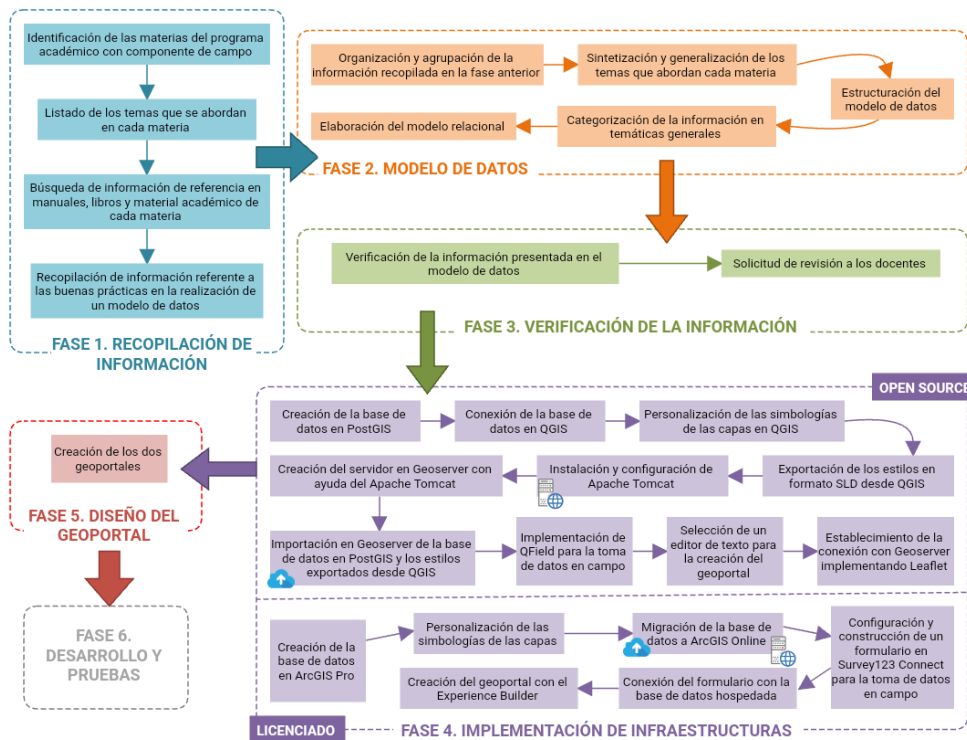 Identificación de las materias del programa
académico con componente de campo
Listado de los temas que se abordan
en cada materia
Búsqueda de información de referencia en
manuales, libros y material académico de
cada materia
Recopilación de información referente a
las buenas prácticas en la realización de
un modelo de datos
FASE 1. RECOPILACIÓN DE
INFORMACIÓN
Organización y agrupación de la
información recopilada en la fase anterior
Sintetización y generalización de los
temas que abordan cada materia
Estructuración del
modelo de datos
Categorización de la información en
temáticas generales
Elaboración del modelo relacional
FASE 2. MODELO DE DATOS
Verificación de la información presentada en el
modelo de datos
Solicitud de revisión a los docentes
FASE 3. VERIFICACIÓN DE LA INFORMACIÓN
OPEN SOURCE
Creación de la base de
datos en PostGIS
Conexión de la base de
datos en QGIS
Personalización de las simbologías
de las capas en QGIS
Exportación de los estilos en
formato SLD desde QGIS
Instalación y configuración de
Apache Tomcat
Creación del servidor en Geoserver con
ayuda del Apache Tomcat
Importación en Geoserver de la base
de datos en PostGIS y los estilos
exportados desde QGIS
Implementación de
QField para la toma
de datos en campo
Selección de un
editor de texto para
la creación del
geoportal
Establecimiento de la
conexión con Geoserver
implementando Leaflet
Creación de la
base de datos
en ArcGIS Pro
Personalización de las
simbologías de las capas
Migración de la base de
datos a ArcGIS Online
Configuración y
construcción de un
formulario en
Survey123 Connect
para la toma de datos
en campo
Conexión del formulario con la
base de datos hospedada
Creación del geoportal con el
Experience Builder
LICENCIADO
FASE 4. IMPLEMENTACIÓN DE INFRAESTRUCTURAS
Creación de los dos
geoportales
FASE 5. DISEÑO DEL
GEOPORTAL
FASE 6.
DESARROLLO Y
PRUEBAS